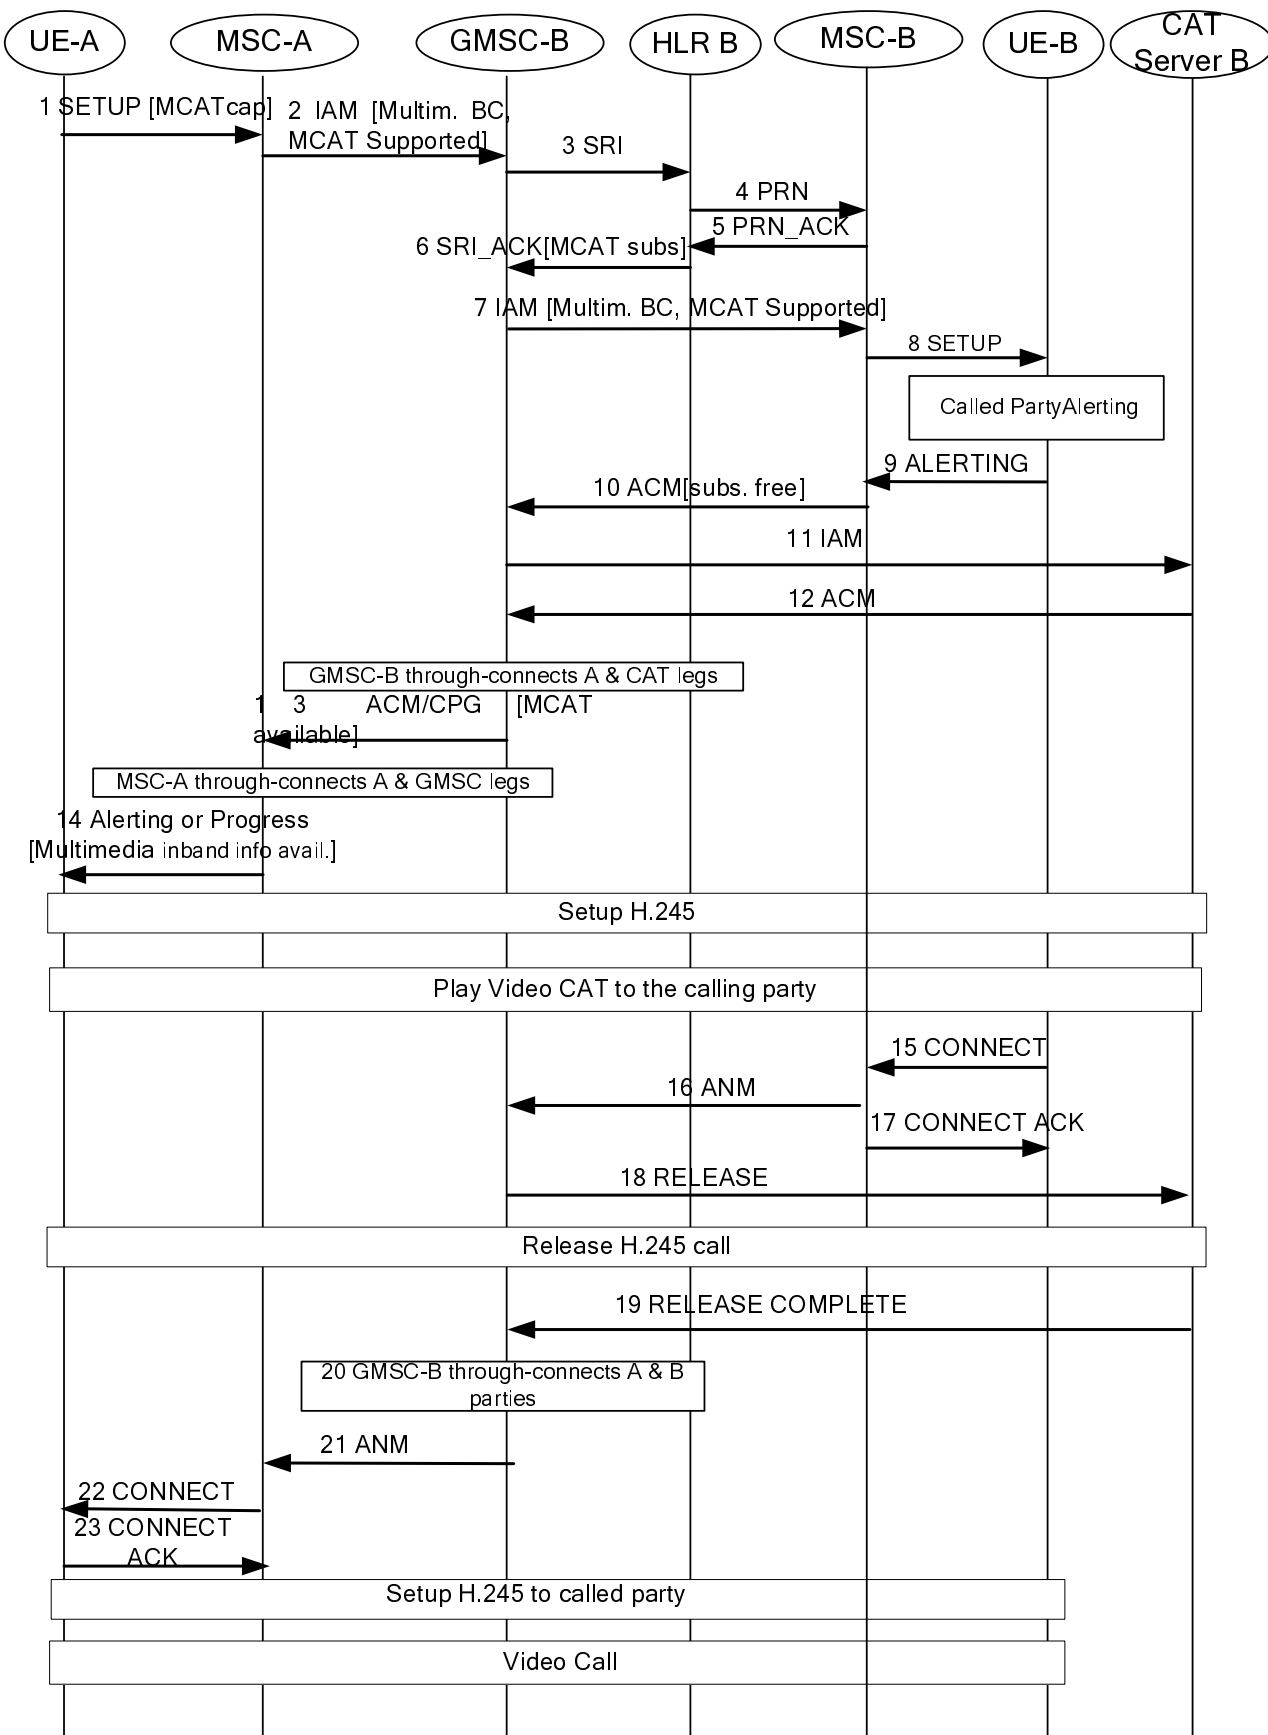 UE-A
MSC-A
GMSC-B
HLR B
MSC-B
UE-B
CAT
Server B
1 SETUP [MCATcap]
2 IAM [Multim. BC,
MCAT Supported]
3 SRI
4 PRN
5 PRN_ACK
6 SRI_ACK[MCAT subs]
7 IAM [Multim. BC, MCAT Supported]
8 SETUP
Called PartyAlerting
9 ALERTING
10 ACM[subs. free]
11 IAM
12 ACM
GMSC-B through-connects A & CAT legs
1 3 ACM/CPG [MCAT
available]
MSC-A through-connects A & GMSC legs
14 Alerting or Progress
[Multimedia inband info avail.]
Setup H.245
Play Video CAT to the calling party
15 CONNECT
16 ANM
17 CONNECT ACK
18 RELEASE
Release H.245 call
19 RELEASE COMPLETE
20 GMSC-B through-connects A & B
parties
21 ANM
22 CONNECT
23 CONNECT
ACK
Setup H.245 to called party
Video Call